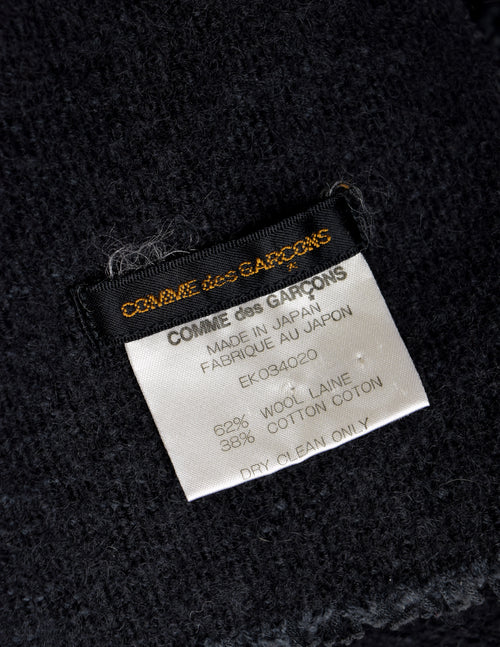 COMME des GARÇONS
COMME des GARÇONS
MADE IN JAPAN
FABRIQUE AU JAPON
EK034020
62% WOOL LAINE
38% COTTON COTON
DRY CLEAN ONLY